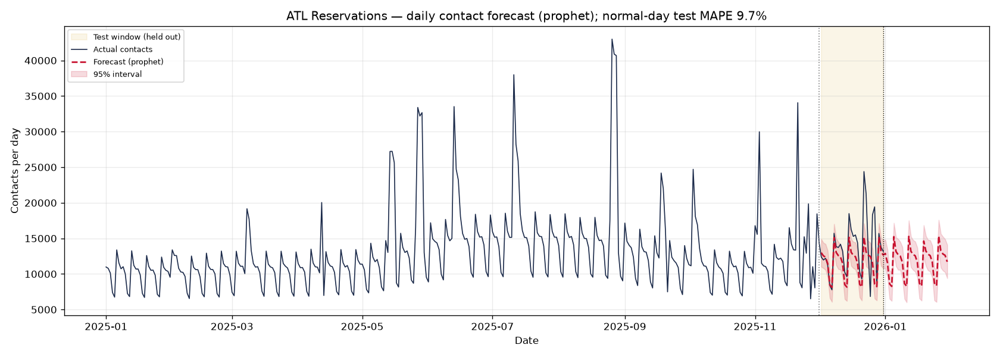 ATL Reservations — daily contact forecast (prophet); normal-day test MAPE 9.7%
Test window (held out)
Actual contacts
Forecast (prophet)
95% interval
Contacts per day
40000
35000
30000
25000
20000
15000
10000
5000
2025-01
2025-03
2025-05
2025-07
2025-09
2025-11
2026-01
Date